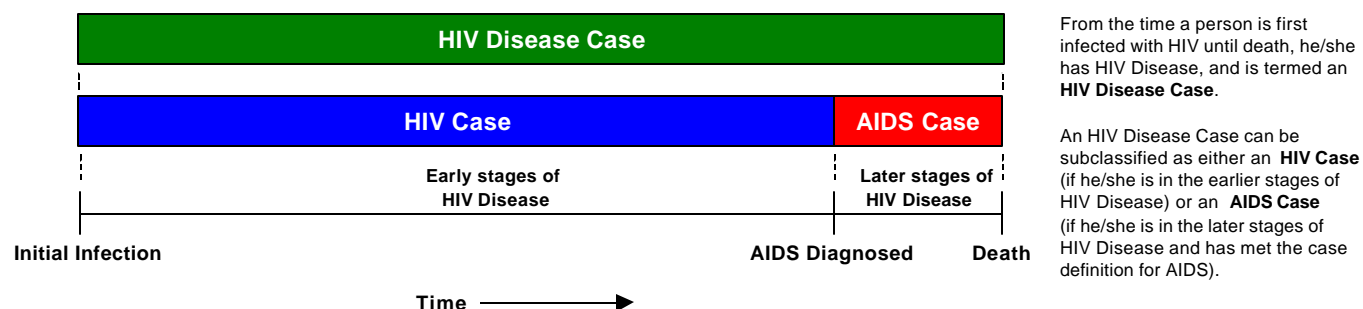 HIV Disease Case
HIV Case
AIDS Case
Early stages of
HIV Disease
Later stages of
HIV Disease
Initial Infection
AIDS Diagnosed
Death
Time
From the time a person is first
infected with HIV until death, he/she
has HIV Disease, and is termed an
HIV Disease Case.
An HIV Disease Case can be
subclassified as either an HIV Case
(if he/she is in the earlier stages of
HIV Disease) or an AIDS Case
(if he/she is in the later stages of
HIV Disease and has met the case
definition for AIDS).